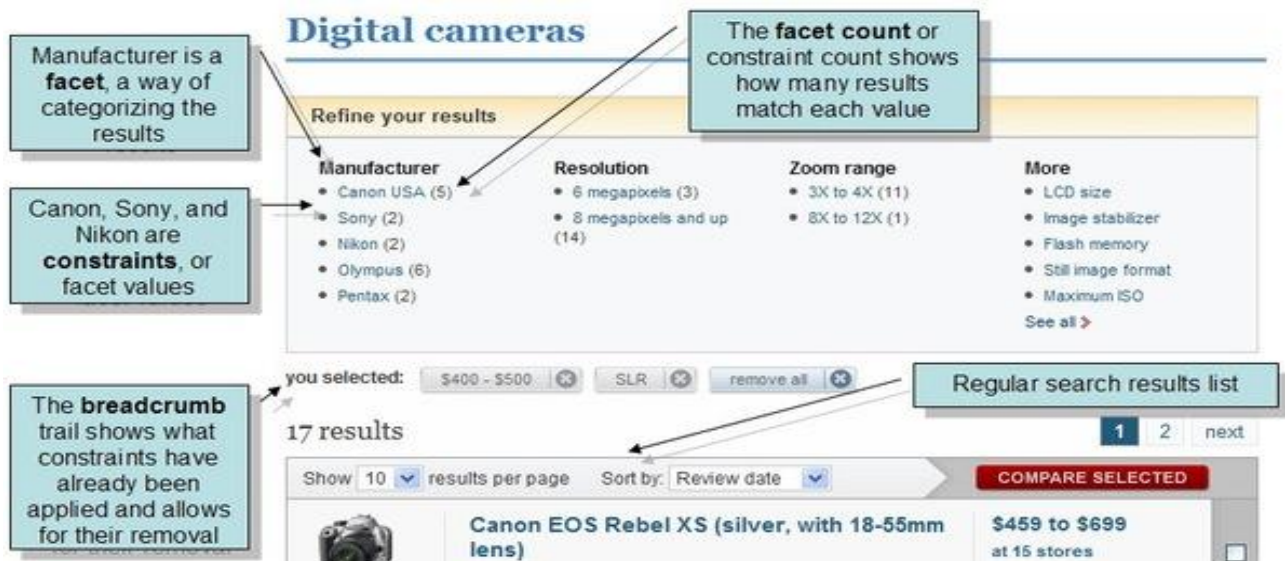 Digital cameras
Manufacturer is a
facet, a way of
categorizing the
results
The facet count or
constraint count shows
how many results
match each value
Refine your results
Manufacturer
• Canon USA (5)
• Sony (2)
• Nikon (2)
• Olympus (6)
• Pentax (2)
Resolution
• 6 megapixels (3)
• 8 megapixels and up
(14)
Zoom range
• 3X to 4X (11)
• 8X to 12X (1)
More
• LCD size
• Image stabilizer
• Flash memory
• Still image format
• Maximum ISO
See all
Canon, Sony, and
Nikon are
constraints, or
facet values
you selected: $400 - $500 SLR remove all
The breadcrumb
trail shows what
constraints have
already been
applied and allows
for their removal
Regular search results list
17 results
1 2 next
Show 10 results per page Sort by: Review date
COMPARE SELECTED
Canon EOS Rebel XS (silver, with 18-55mm
lens)
$459 to $699
at 15 stores